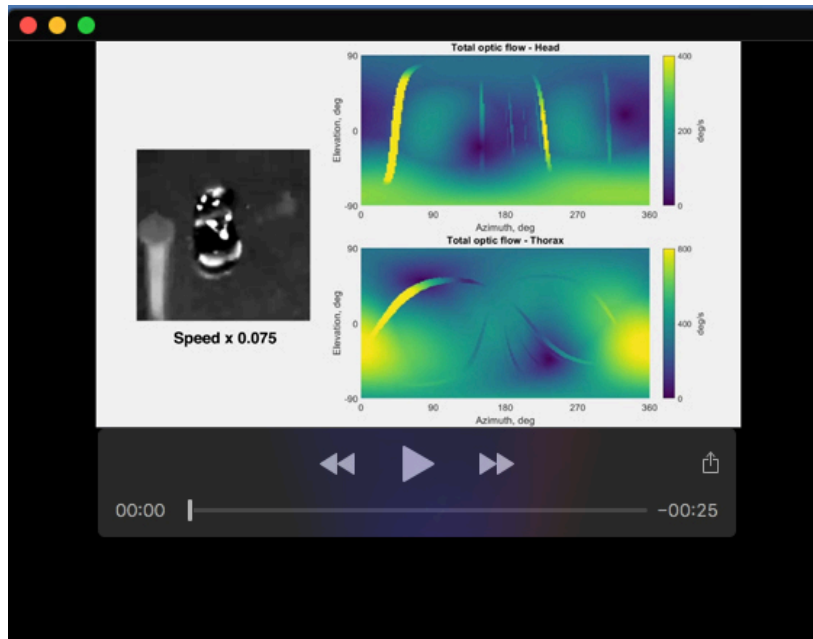 Total optic flow - Head
90
0
-90
Elevation, deg
0 90 180 270 360
Azimuth, deg
400
200
0
deg/s
Speed x 0.075
Total optic flow - Thorax
90
0
-90
Elevation, deg
0 90 180 270 360
Azimuth, deg
800
400
0
deg/s
00:00
-00:25